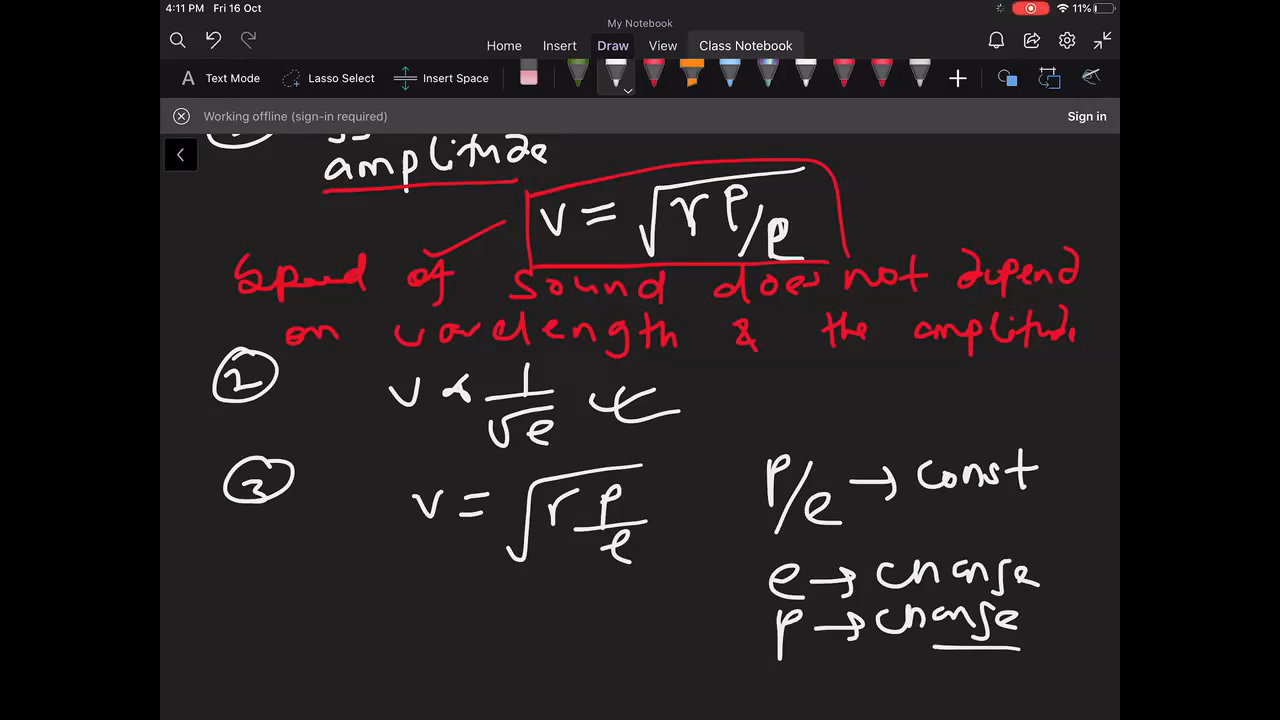 4:11 PM Fri 16 Oct
11%
My Notebook
Home Insert Draw View Class Notebook
A Text Mode Lasso Select Insert Space
Working offline (sign-in required) Sign in
amplitude
v = √γP/ρ
Speed of sound does not depend
on wavelength & the amplitude
② v ∝ 1/√ρ
③ v = √γP/ρ
P/ρ → const
ρ → change
P → change